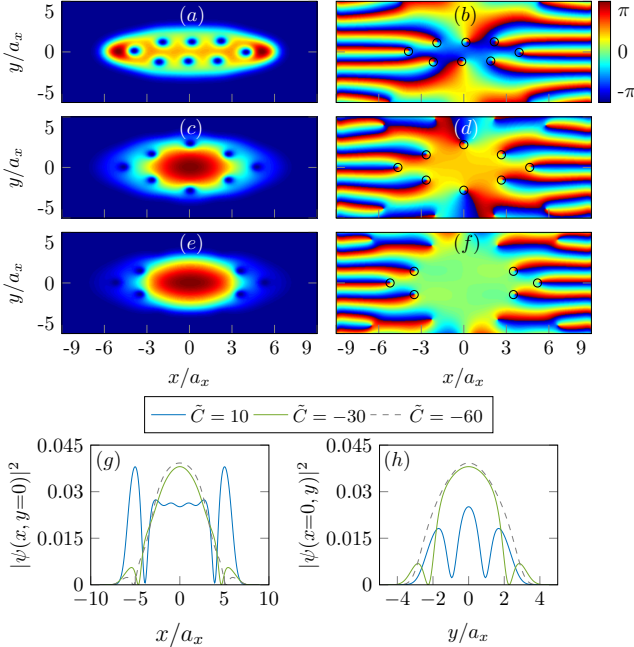 (a) (b) π
y/a_x 5 0 -5 0
-π
(c) (d)
y/a_x 5 0 -5
(e) (f)
y/a_x 5 0 -5
-9 -6 -3 0 3 6 9 -9 -6 -3 0 3 6 9
x/a_x x/a_x
C̃ = 10 C̃ = −30 C̃ = −60
(g) (h)
|ψ(x, y=0)|² 0.045 0.03 0.015 0
−10 −5 0 5 10
x/a_x
|ψ(x=0, y)|² 0.045 0.03 0.015 0
−4 −2 0 2 4
y/a_x